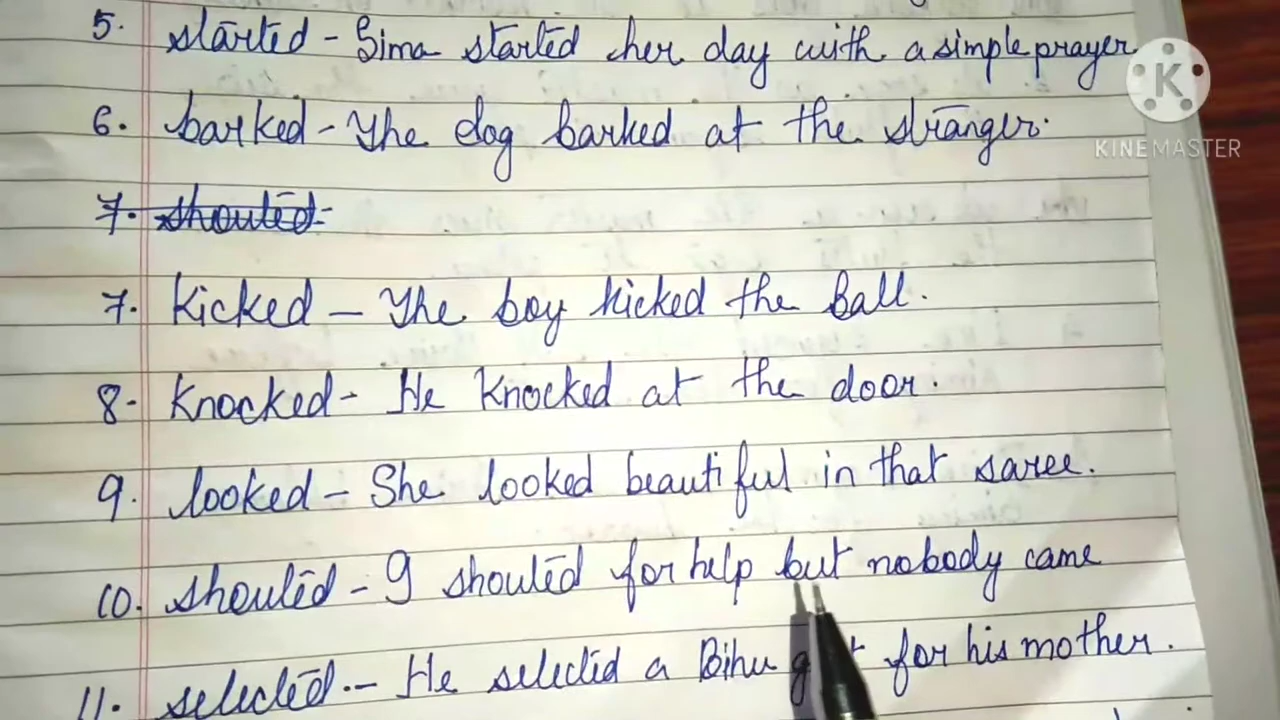 5. started - Sima started her day with a simple prayer
6. barked - The dog barked at the stranger.
7. shouted -
7. Kicked - The boy kicked the ball.
8- Knocked - He Knocked at the door.
9. looked - She looked beautiful in that saree.
10. shouted - I shouted for help but nobody came
11. selected - He selected a Bihu for his mother.
K
KINEMASTER